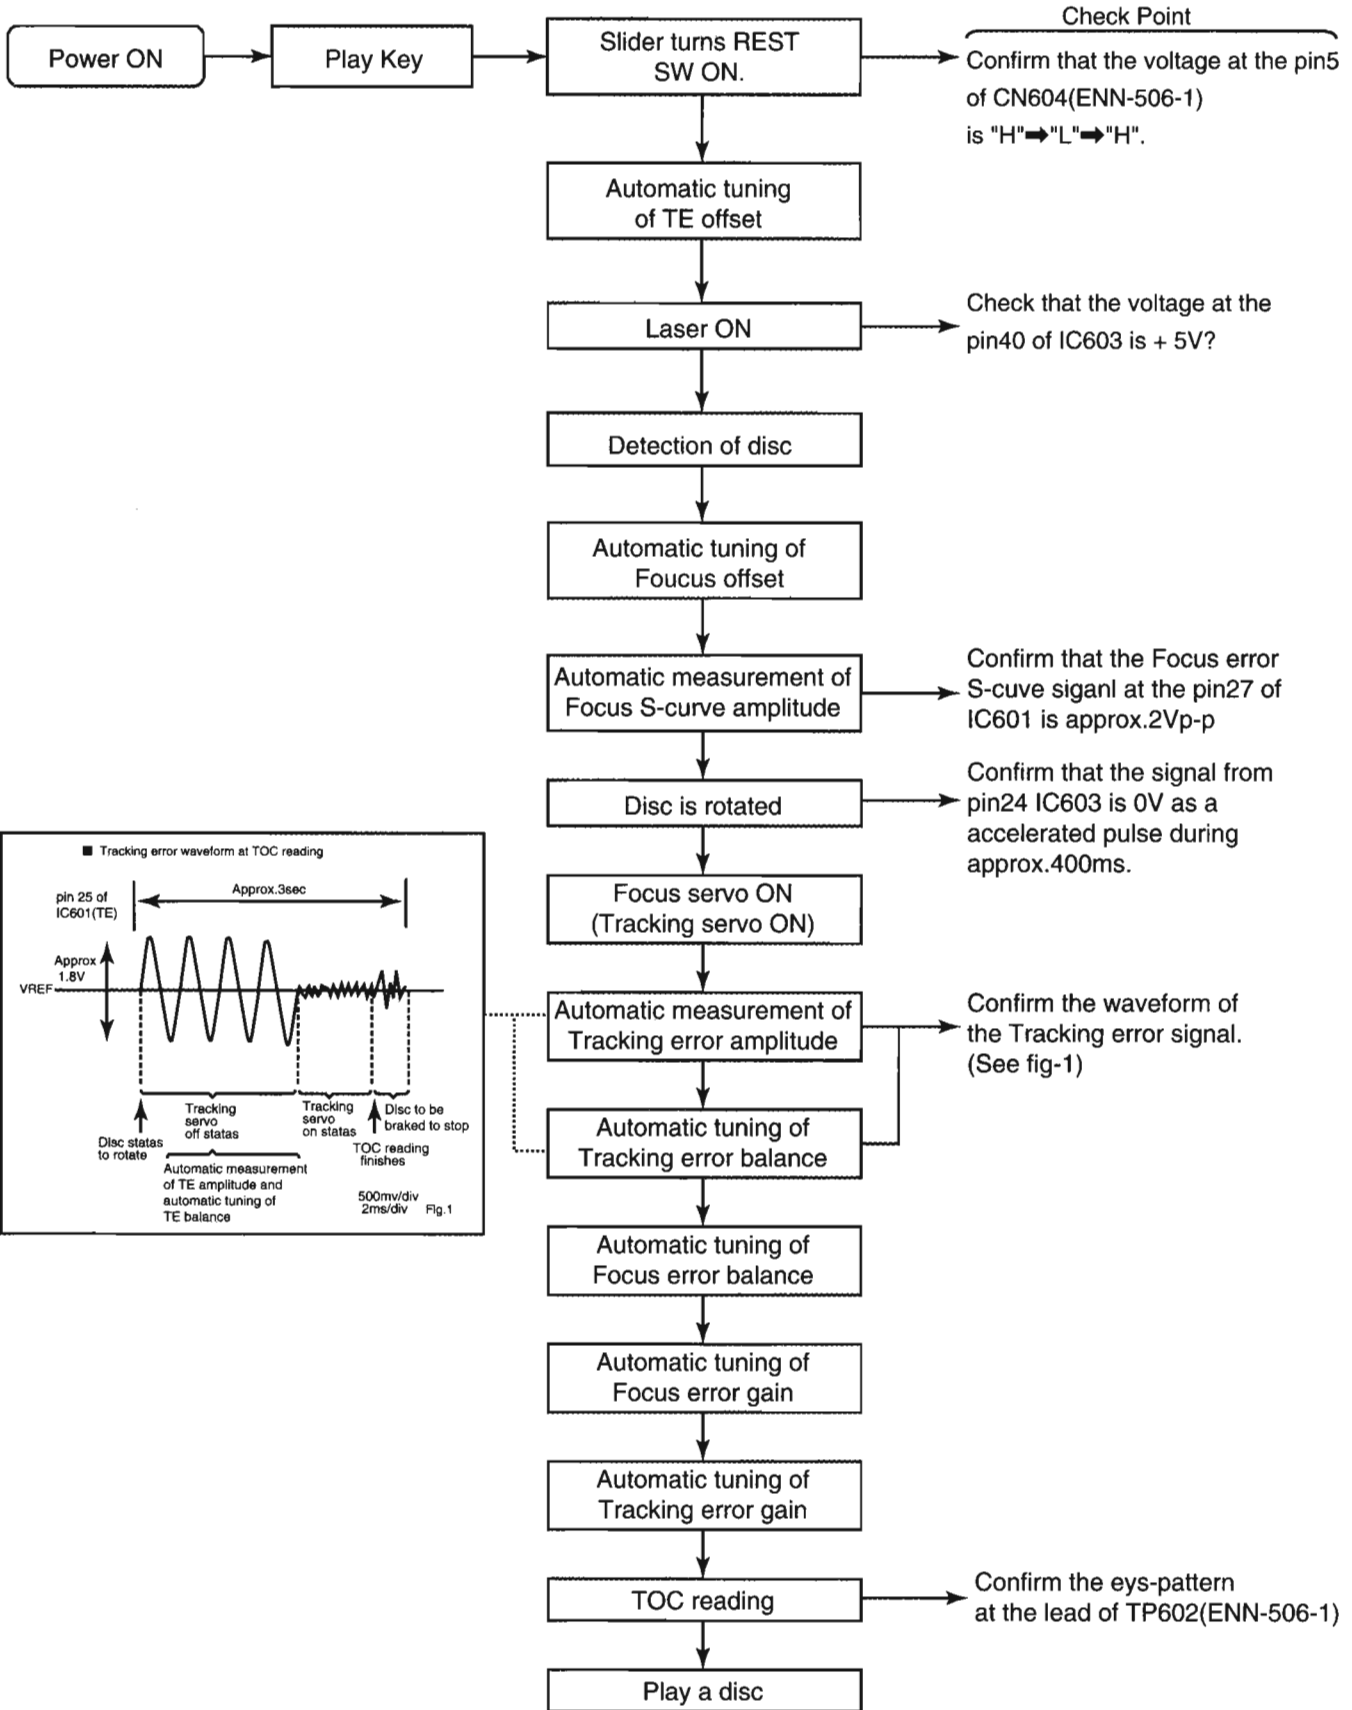 Check Point
Power ON
Play Key
Slider turns REST
SW ON.
Confirm that the voltage at the pin5
of CN604(ENN-506-1)
is "H"➡"L"➡"H".
Automatic tuning
of TE offset
Laser ON
Check that the voltage at the
pin40 of IC603 is + 5V?
Detection of disc
Automatic tuning of
Foucus offset
Automatic measurement of
Focus S-curve amplitude
Confirm that the Focus error
S-cuve siganl at the pin27 of
IC601 is approx.2Vp-p
Disc is rotated
Confirm that the signal from
pin24 IC603 is 0V as a
accelerated pulse during
approx.400ms.
Focus servo ON
(Tracking servo ON)
Automatic measurement of
Tracking error amplitude
Confirm the waveform of
the Tracking error signal.
(See fig-1)
Automatic tuning of
Tracking error balance
■ Tracking error waveform at TOC reading
pin 25 of
IC601(TE)
Approx.3sec
Approx
1.8V
VREF
Disc statas
to rotate
Tracking
servo
off statas
Tracking
servo
on statas
Disc to be
braked to stop
TOC reading
finishes
Automatic measurement
of TE amplitude and
automatic tuning of
TE balance
500mv/div
2ms/div
Fig.1
Automatic tuning of
Focus error balance
Automatic tuning of
Focus error gain
Automatic tuning of
Tracking error gain
TOC reading
Confirm the eys-pattern
at the lead of TP602(ENN-506-1)
Play a disc